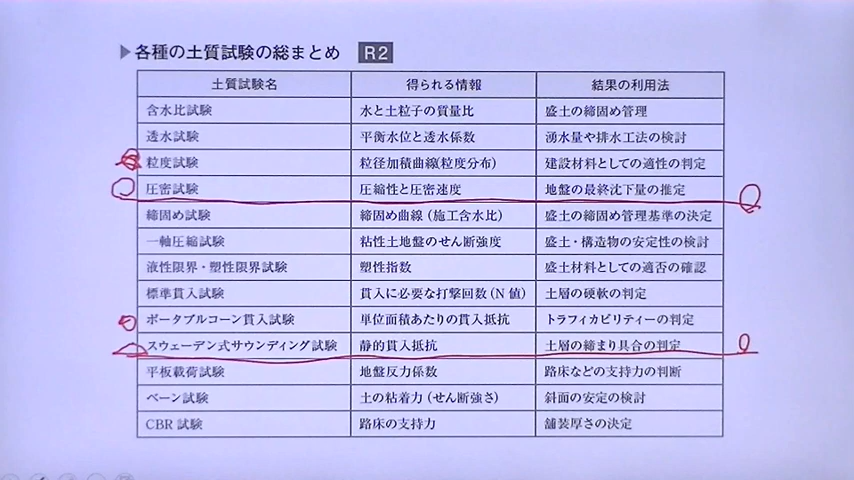 ▶各種の土質試験の総まとめ R2
土質試験名 得られる情報 結果の利用法
含水比試験 水と土粒子の質量比 盛土の締固め管理
透水試験 平衡水位と透水係数 湧水量や排水工法の検討
粒度試験 粒径加積曲線(粒度分布) 建設材料としての適性の判定
圧密試験 圧縮性と圧密速度 地盤の最終沈下量の推定
締固め試験 締固め曲線(施工含水比) 盛土の締固め管理基準の決定
一軸圧縮試験 粘性土地盤のせん断強度 盛土・構造物の安定性の検討
液性限界・塑性限界試験 塑性指数 盛土材料としての適否の確認
標準貫入試験 貫入に必要な打撃回数(N値) 土層の硬軟の判定
ポータブルコーン貫入試験 単位面積あたりの貫入抵抗 トラフィカビリティーの判定
スウェーデン式サウンディング試験 静的貫入抵抗 土層の締まり具合の判定
平板載荷試験 地盤反力係数 路床などの支持力の判断
ベーン試験 土の粘着力(せん断強さ) 斜面の安定の検討
CBR試験 路床の支持力 舗装厚さの決定